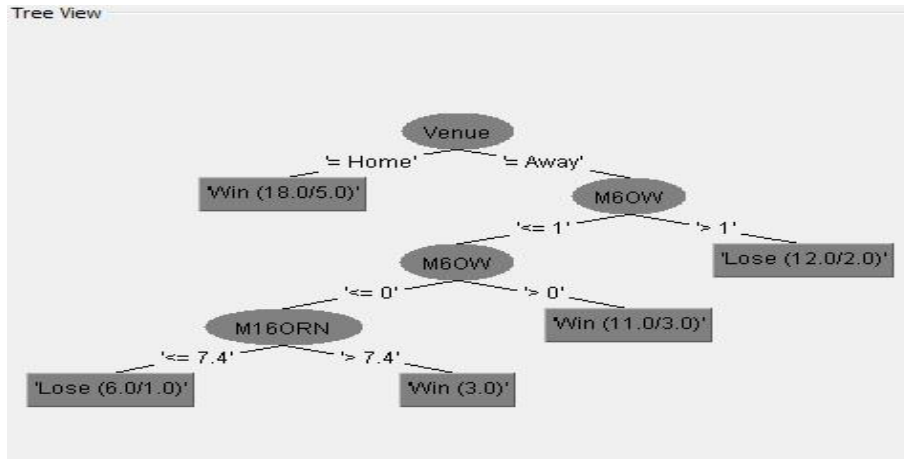 Tree View
Venue
'= Home' '= Away'
'Win (18.0/5.0)' M6OW
'<= 1' '> 1'
M6OW 'Lose (12.0/2.0)'
'<= 0' '> 0'
M16ORN 'Win (11.0/3.0)'
'<= 7.4' '> 7.4'
'Lose (6.0/1.0)' 'Win (3.0)'